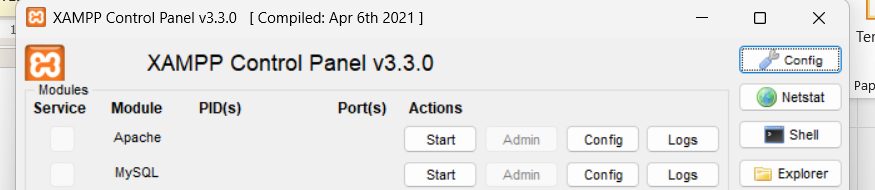 XAMPP Control Panel v3.3.0 [ Compiled: Apr 6th 2021 ]
XAMPP Control Panel v3.3.0
Config
Modules
Service Module PID(s) Port(s) Actions
Netstat
Apache Start Admin Config Logs
Shell
MySQL Start Admin Config Logs
Explorer
Pap